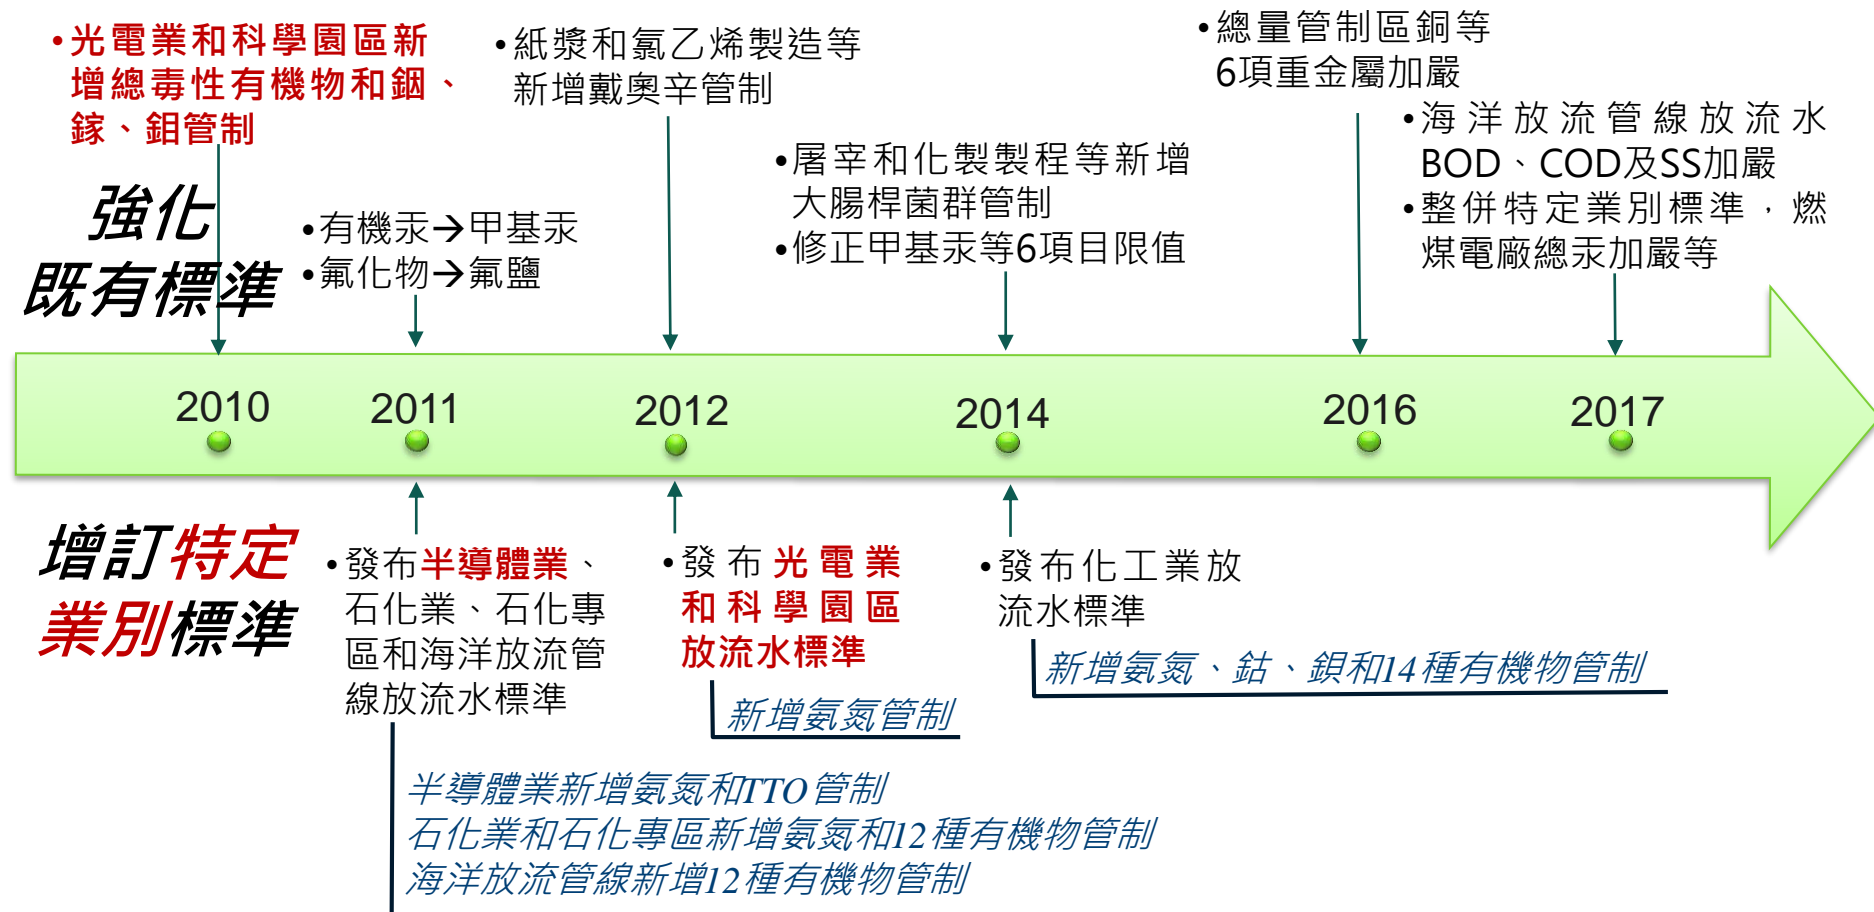 •光電業和科學園區新
增總毒性有機物和銦、
鎵、鉬管制
•紙漿和氯乙烯製造等
新增戴奧辛管制
•總量管制區銅等
6項重金屬加嚴
•海洋放流管線放流水
BOD、COD及SS加嚴
•整併特定業別標準，燃
煤電廠總汞加嚴等
•屠宰和化製製程等新增
大腸桿菌群管制
•修正甲基汞等6項目限值
強化
既有標準
•有機汞→甲基汞
•氟化物→氟鹽
2010
2011
2012
2014
2016
2017
增訂特定
業別標準
•發布半導體業、
石化業、石化專
區和海洋放流管
線放流水標準
•發布光電業
和科學園區
放流水標準
•發布化工業放
流水標準
新增氨氮、鈷、鋇和14種有機物管制
新增氨氮管制
半導體業新增氨氮和TTO管制
石化業和石化專區新增氨氮和12種有機物管制
海洋放流管線新增12種有機物管制